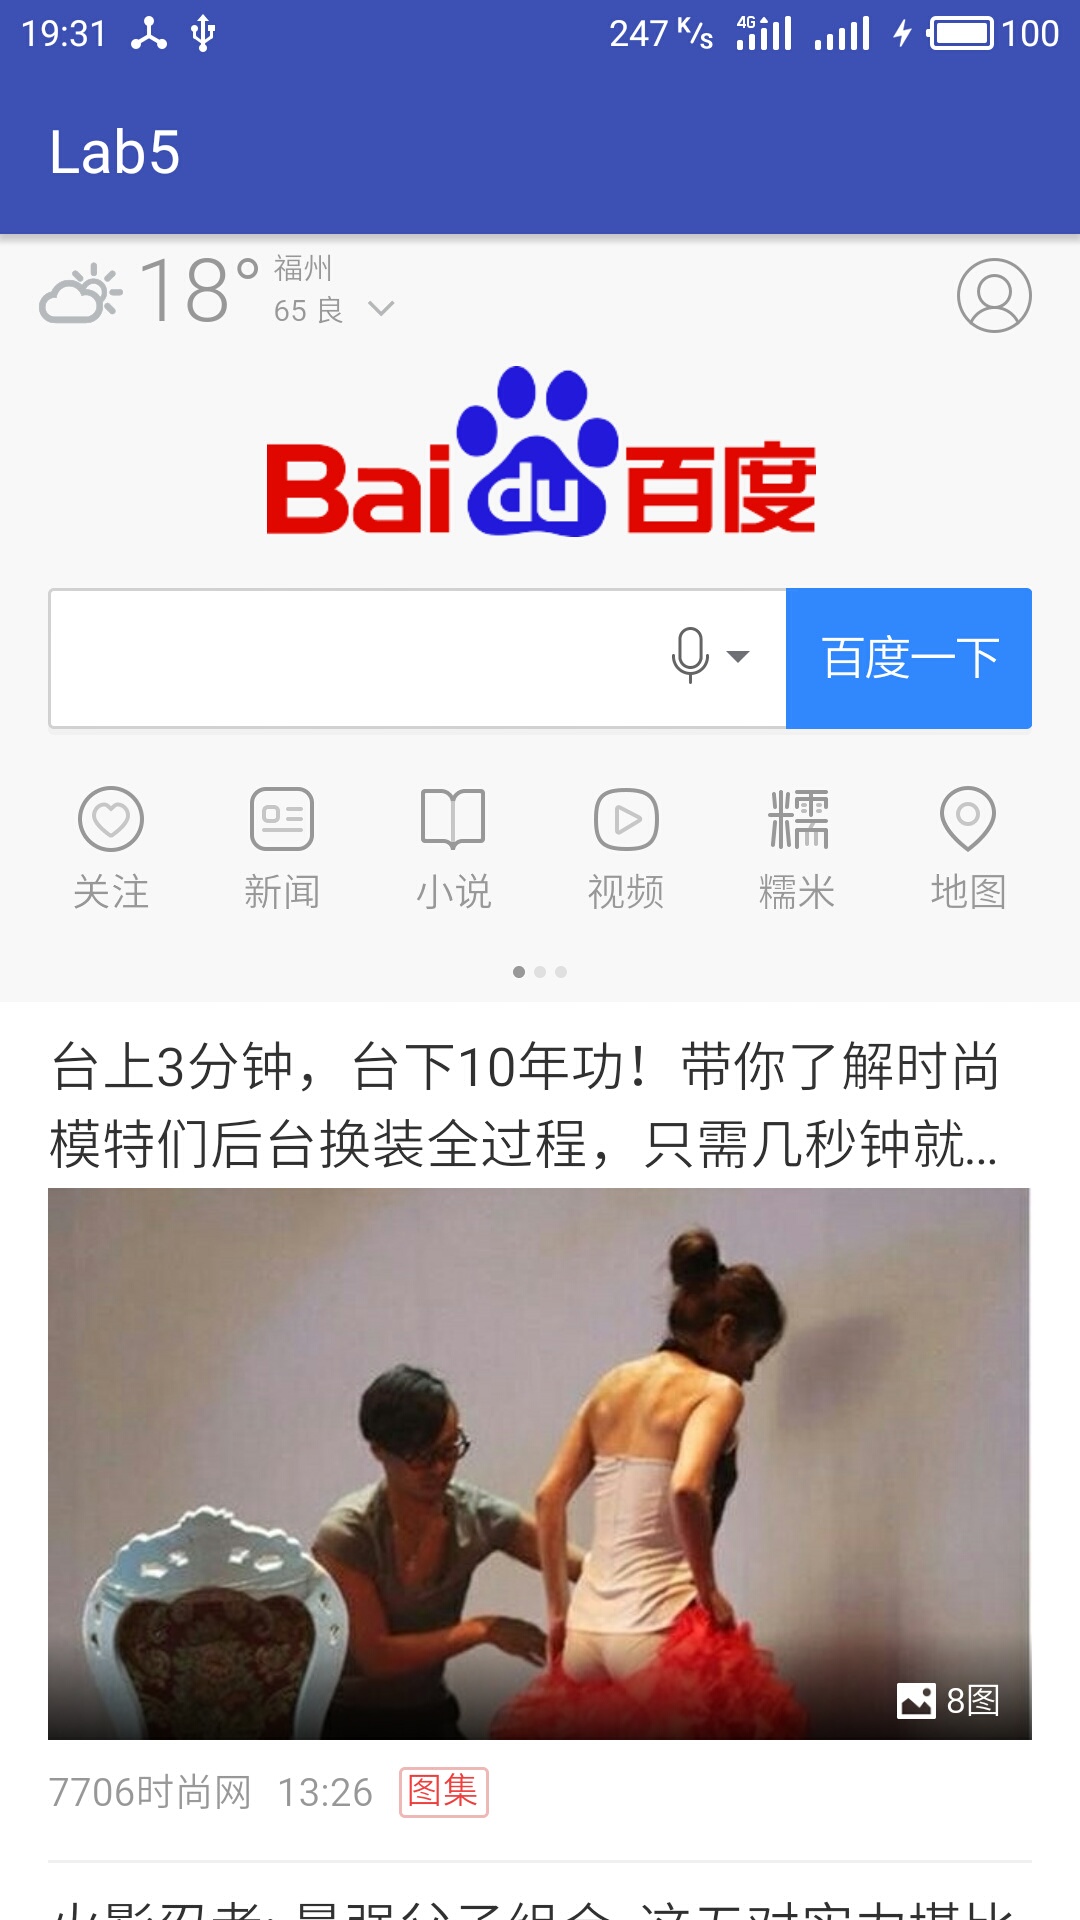 19:31 247 K/s 4G 100
Lab5
18° 福州
65 良
Bai du 百度
百度一下
关注 新闻 小说 视频 糯米 地图
台上3分钟，台下10年功！带你了解时尚
模特们后台换装全过程，只需几秒钟就...
8图
7706时尚网 13:26 图集